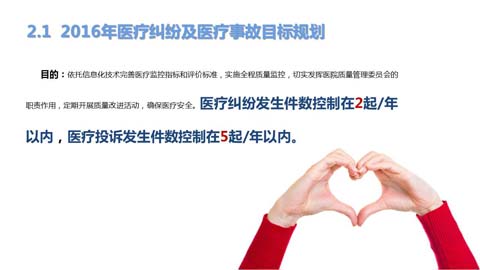 2.1 2016年医疗纠纷及医疗事故目标规划
其目的：依托信息化技术完善医疗监控指标和评价标准，实施全程质量监控，切实发挥医院质量管理委员会的
职责作用，定期开展质量改进活动，确保医疗安全。医疗纠纷发生件数控制在2起/年
以内，医疗投诉发生件数控制在5起/年以内。